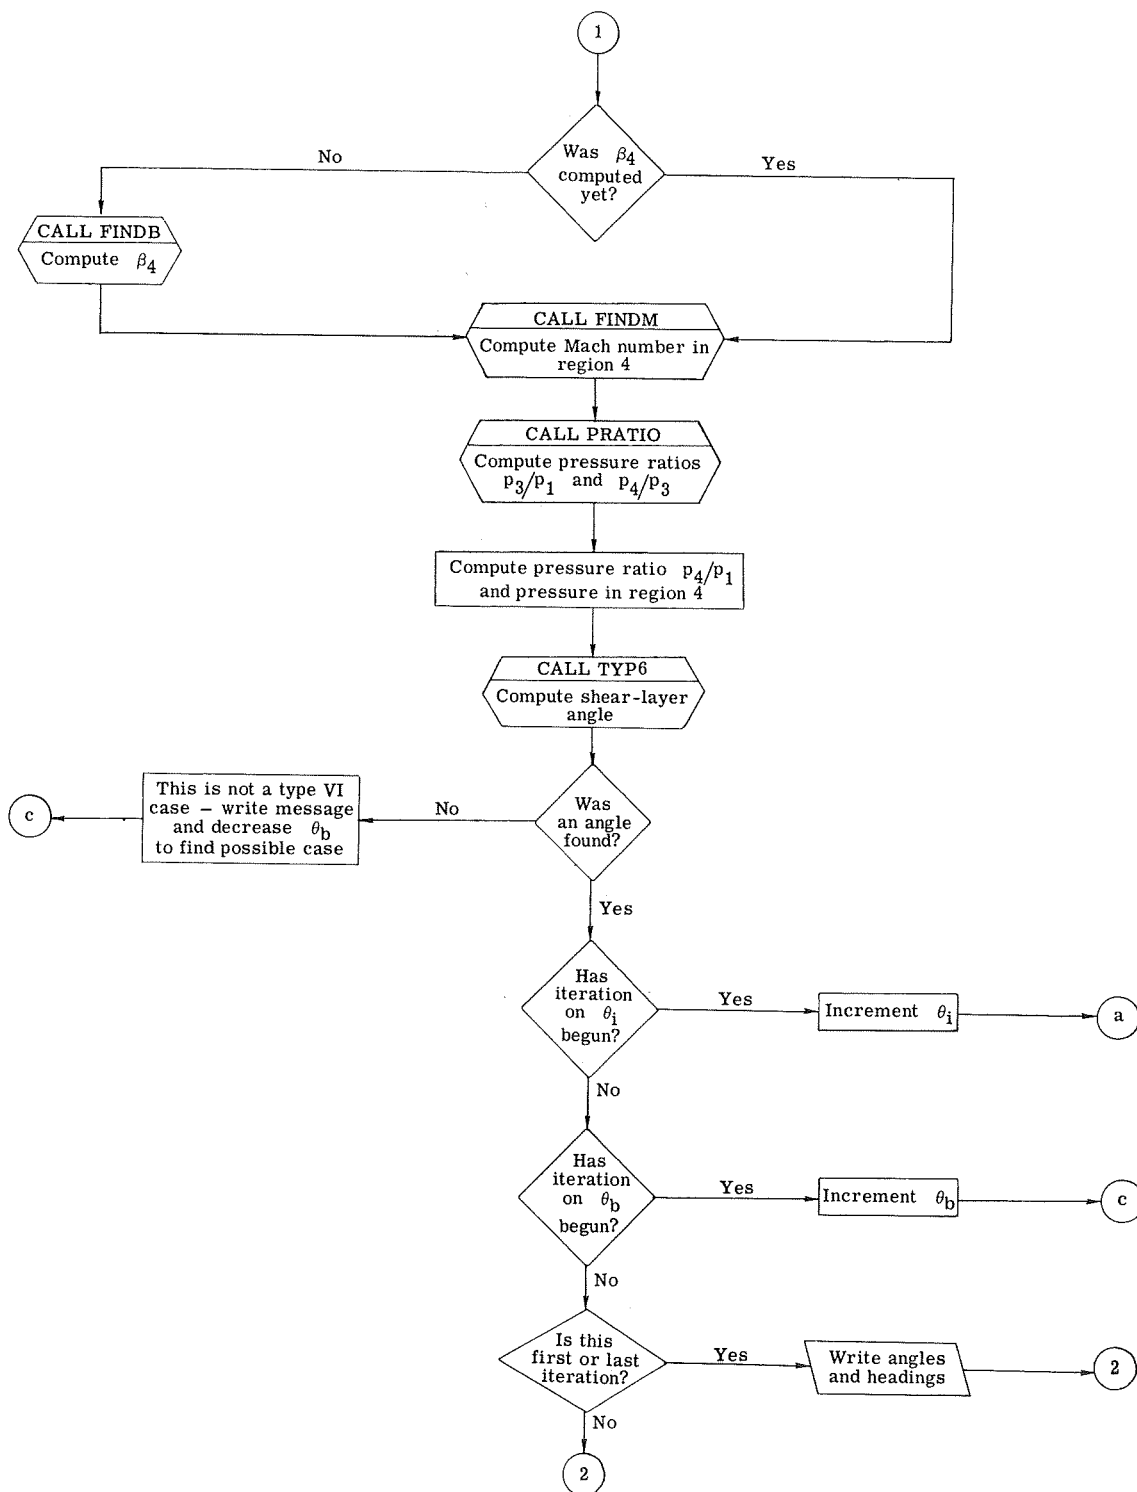 1
Was β4
computed
yet?
No
Yes
CALL FINDB
Compute β4
CALL FINDM
Compute Mach number in
region 4
CALL PRATIO
Compute pressure ratios
p3/p1 and p4/p3
Compute pressure ratio p4/p1
and pressure in region 4
CALL TYP6
Compute shear-layer
angle
c
This is not a type VI
case – write message
and decrease θb
to find possible case
No
Was
an angle
found?
Yes
Has
iteration
on θi
begun?
Yes
Increment θi
a
No
Has
iteration
on θb
begun?
Yes
Increment θb
c
No
Is this
first or last
iteration?
Yes
Write angles
and headings
2
No
2